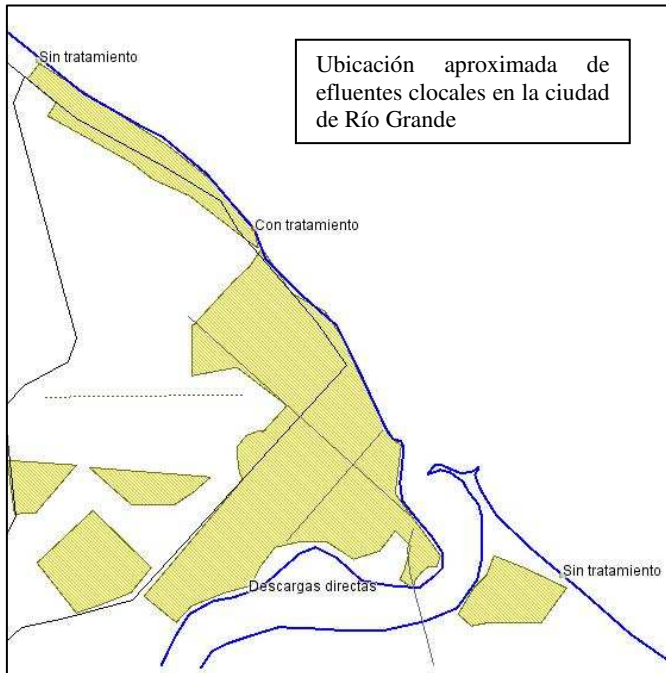 Sin tratamiento
Ubicación aproximada de
efluentes clocales en la ciudad
de Río Grande
Con tratamiento
Sin tratamiento
Descargas directas